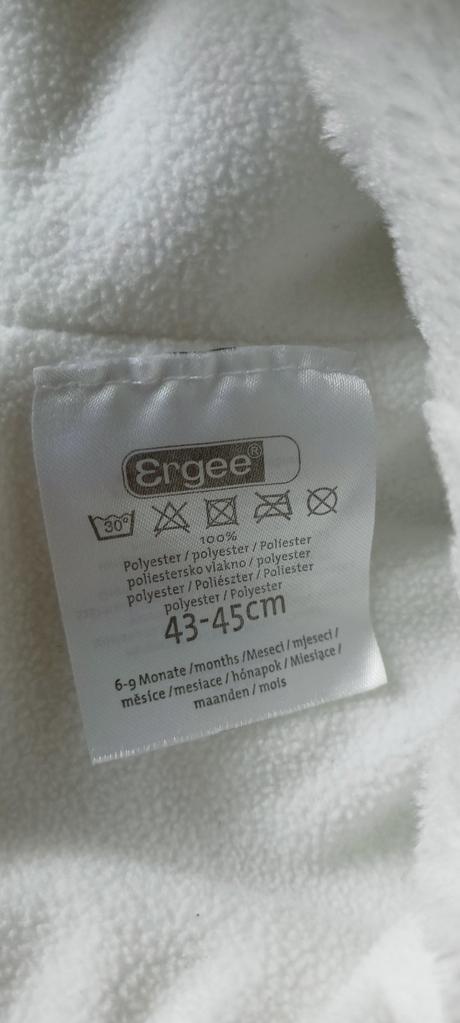 Ergee®
30°
100%
Polyester / polyester / Poliester
poliestersko vlakno / polyester
polyester / Poliészter / Poliester
polyester / Polyester
43-45cm
6-9 Monate /months /Meseci / mjeseci /
měsíce /mesiace / hónapok / Miesiące /
maanden / mois